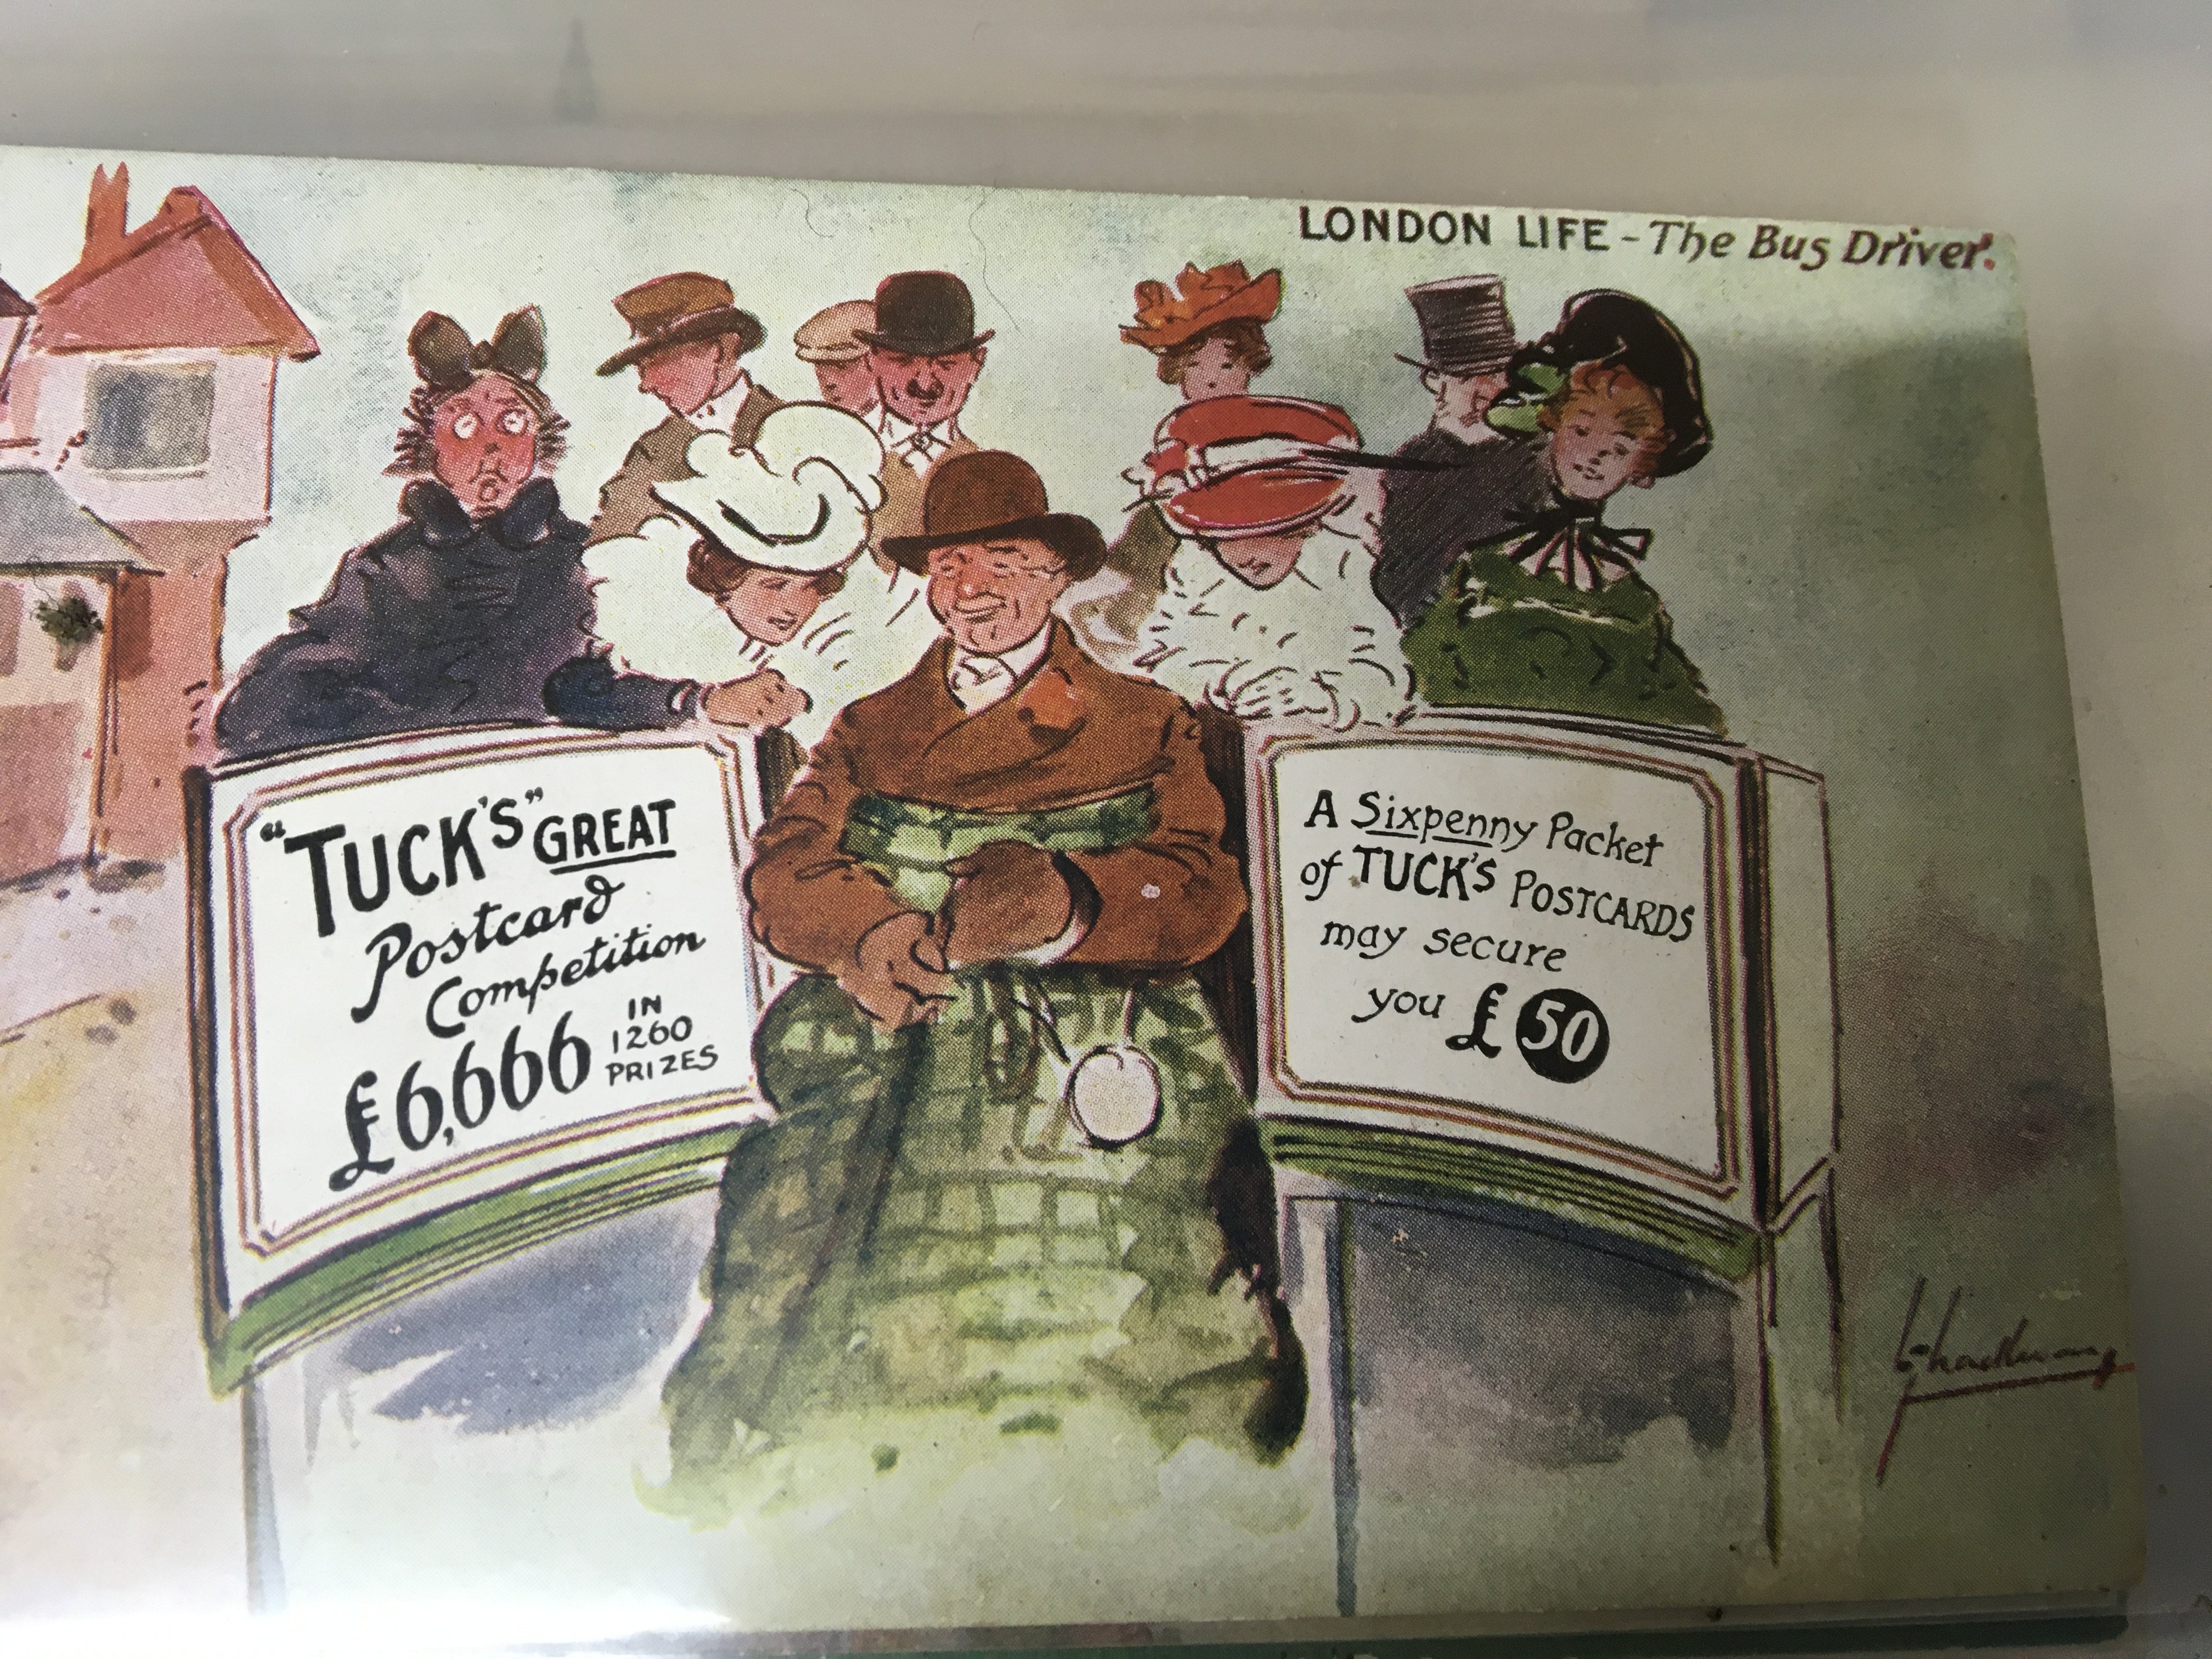 LONDON LIFE - The Bus Driver.
"TUCK'S" GREAT
Postcard
Competition
£6,666 IN
1260
PRIZES
A Sixpenny Packet
of TUCK'S POSTCARDS
may secure
you £50